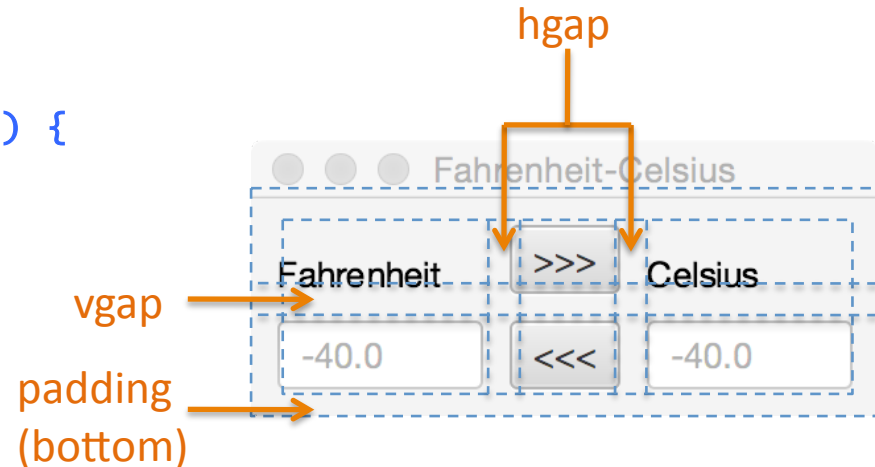 hgap
) {
Fahrenheit-Celsius
Fahrenheit
>>>
Celsius
vgap
-40.0
<<<
-40.0
padding
(bottom)